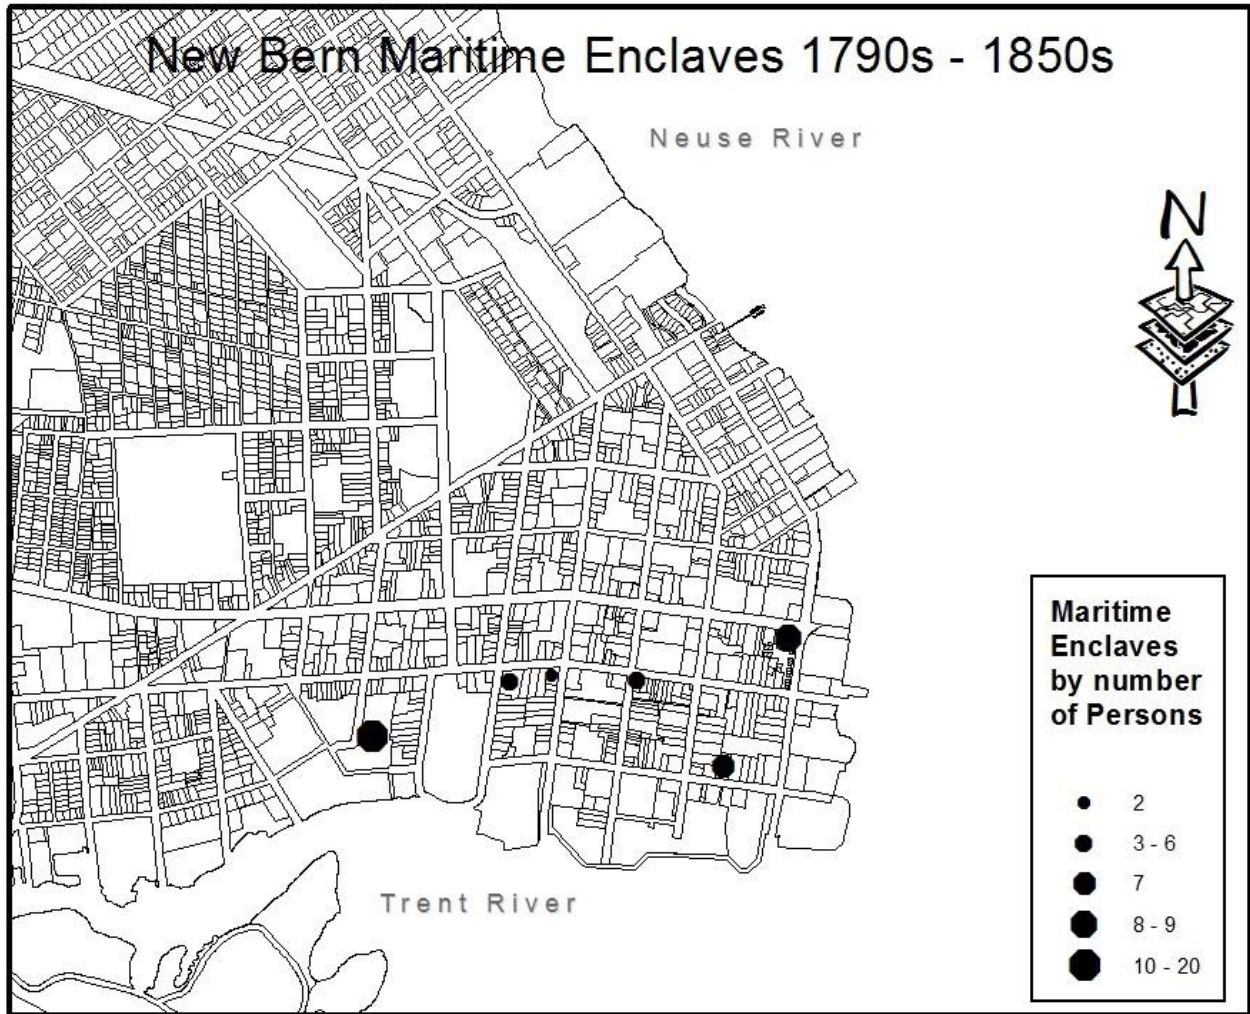 New Bern Maritime Enclaves 1790s - 1850s
Neuse River
N
Maritime
Enclaves
by number
of Persons
2
3 - 6
7
8 - 9
10 - 20
Trent River